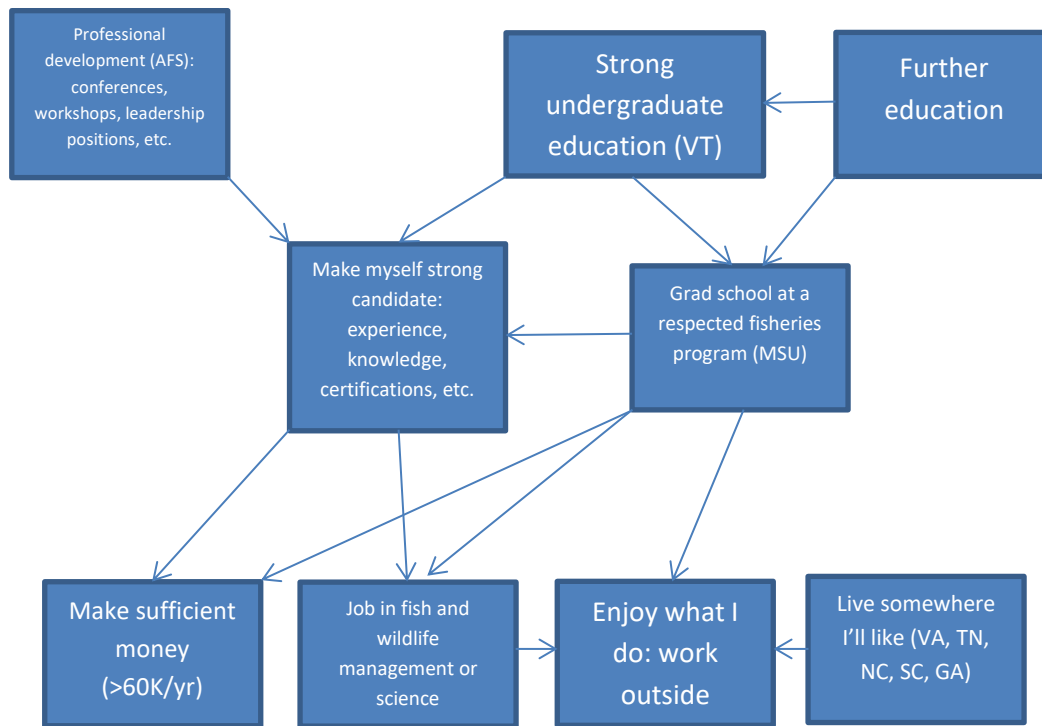 Professional
development (AFS):
conferences,
workshops, leadership
positions, etc.
Strong
undergraduate
education (VT)
Further
education
Make myself strong
candidate:
experience,
knowledge,
certifications, etc.
Grad school at a
respected fisheries
program (MSU)
Make sufficient
money
(>60K/yr)
Job in fish and
wildlife
management or
science
Enjoy what I
do: work
outside
Live somewhere
I’ll like (VA, TN,
NC, SC, GA)